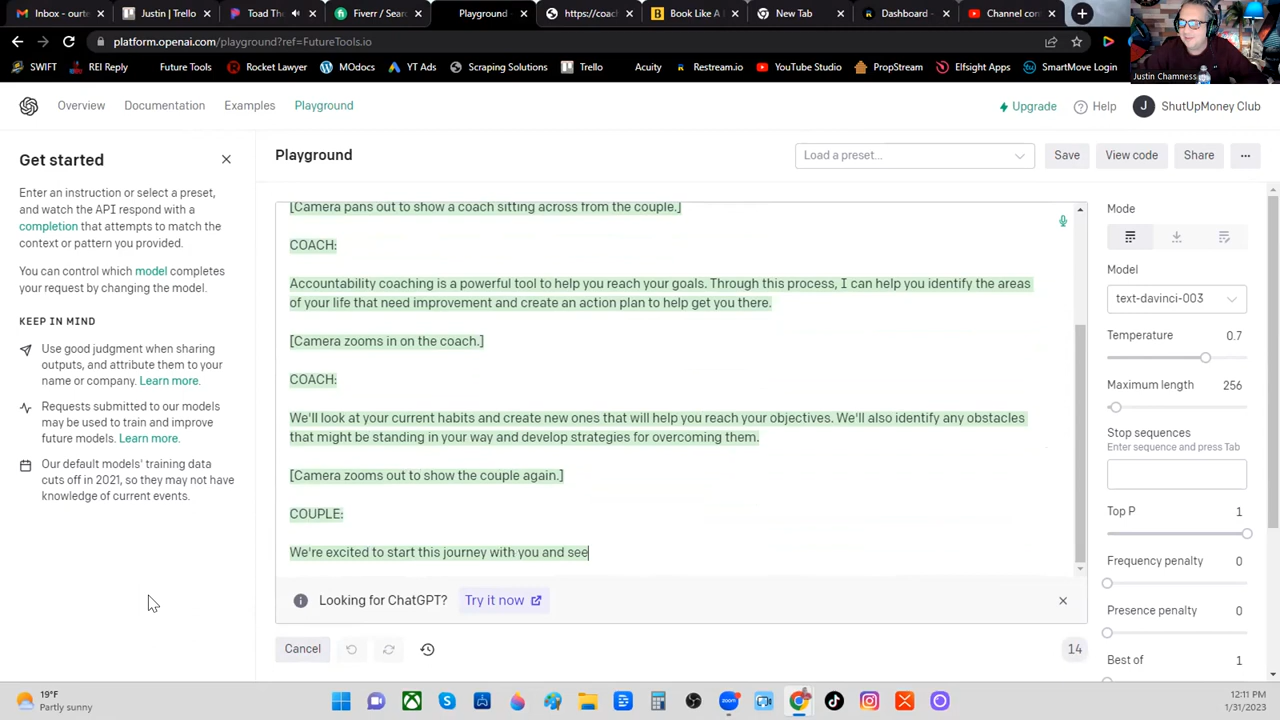 Inbox - ourte
Justin | Trello
Toad Tho
Fiverr / Sear
Playground
https://coac
Book Like A
New Tab
Dashboard -
Channel con
platform.openai.com/playground?ref=FutureTools.io
SWIFT
REI Reply
Future Tools
Rocket Lawyer
MOdocs
YT Ads
Scraping Solutions
Trello
Acuity
Restream.io
YouTube Studio
PropStream
Elfsight Apps
SmartMove Login
Justin Chamness
Overview
Documentation
Examples
Playground
Upgrade
Help
J
ShutUpMoney Club
Get started
Enter an instruction or select a preset,
and watch the API respond with a
completion that attempts to match the
context or pattern you provided.
You can control which model completes
your request by changing the model.
KEEP IN MIND
Use good judgment when sharing
outputs, and attribute them to your
name or company. Learn more.
Requests submitted to our models
may be used to train and improve
future models. Learn more.
Our default models' training data
cuts off in 2021, so they may not have
knowledge of current events.
Playground
Load a preset...
Save
View code
Share
[Camera pans out to show a coach sitting across from the couple.]
COACH:
Accountability coaching is a powerful tool to help you reach your goals. Through this process, I can help you identify the areas
of your life that need improvement and create an action plan to help get you there.
[Camera zooms in on the coach.]
COACH:
We'll look at your current habits and create new ones that will help you reach your objectives. We'll also identify any obstacles
that might be standing in your way and develop strategies for overcoming them.
[Camera zooms out to show the couple again.]
COUPLE:
We're excited to start this journey with you and see
Looking for ChatGPT? Try it now
Cancel
14
Mode
Model
text-davinci-003
Temperature 0.7
Maximum length 256
Stop sequences
Enter sequence and press Tab
Top P 1
Frequency penalty 0
Presence penalty 0
Best of 1
19°F
Partly sunny
12:11 PM
1/31/2023